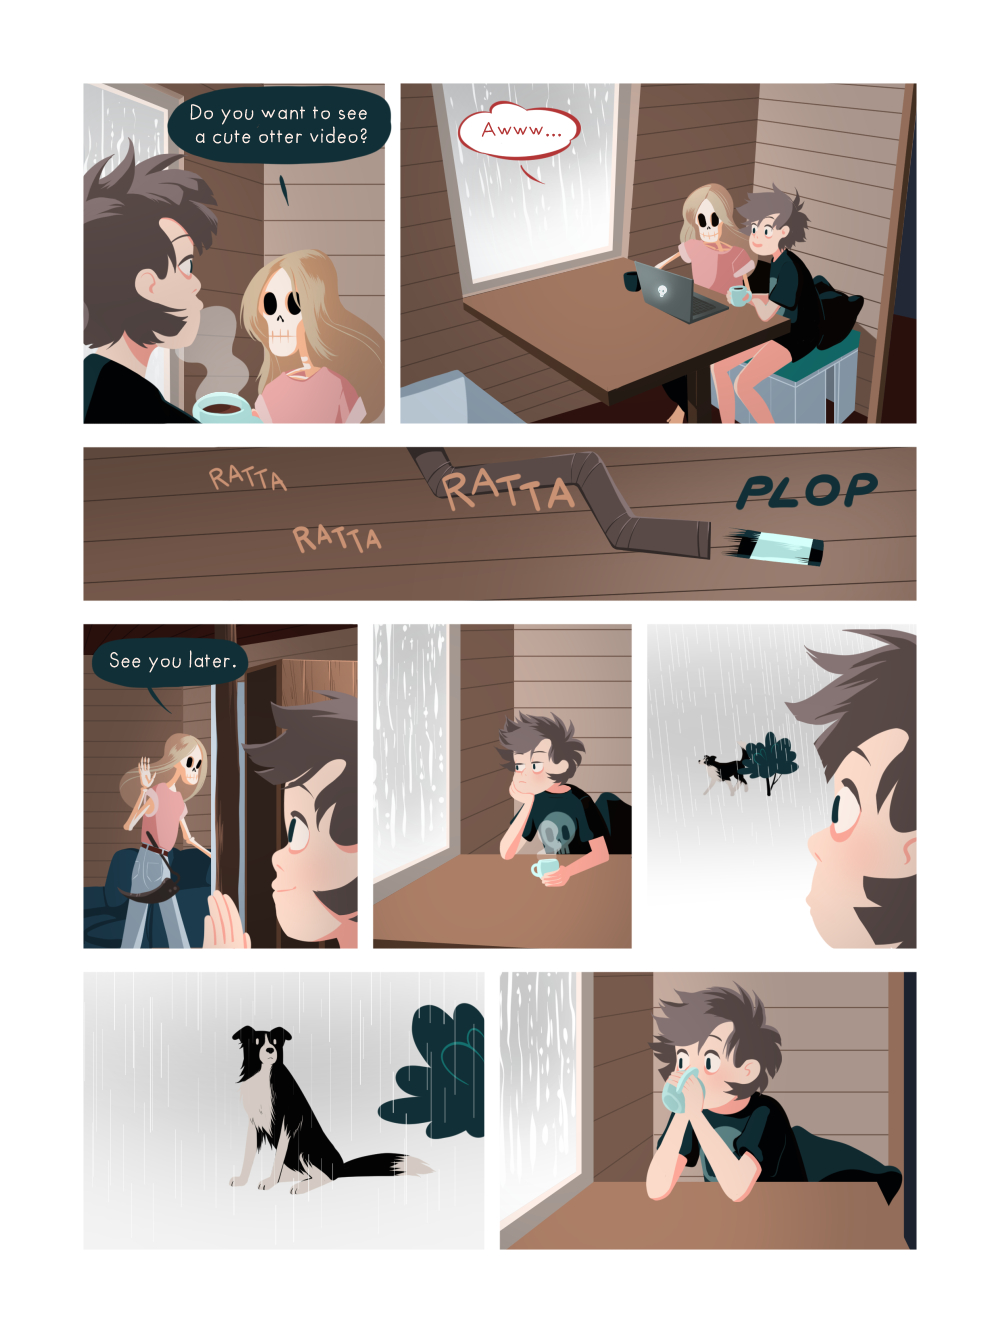 Do you want to see
a cute otter video?
Awww...
RATTA
RATTA
RATTA
PLOP
See you later.